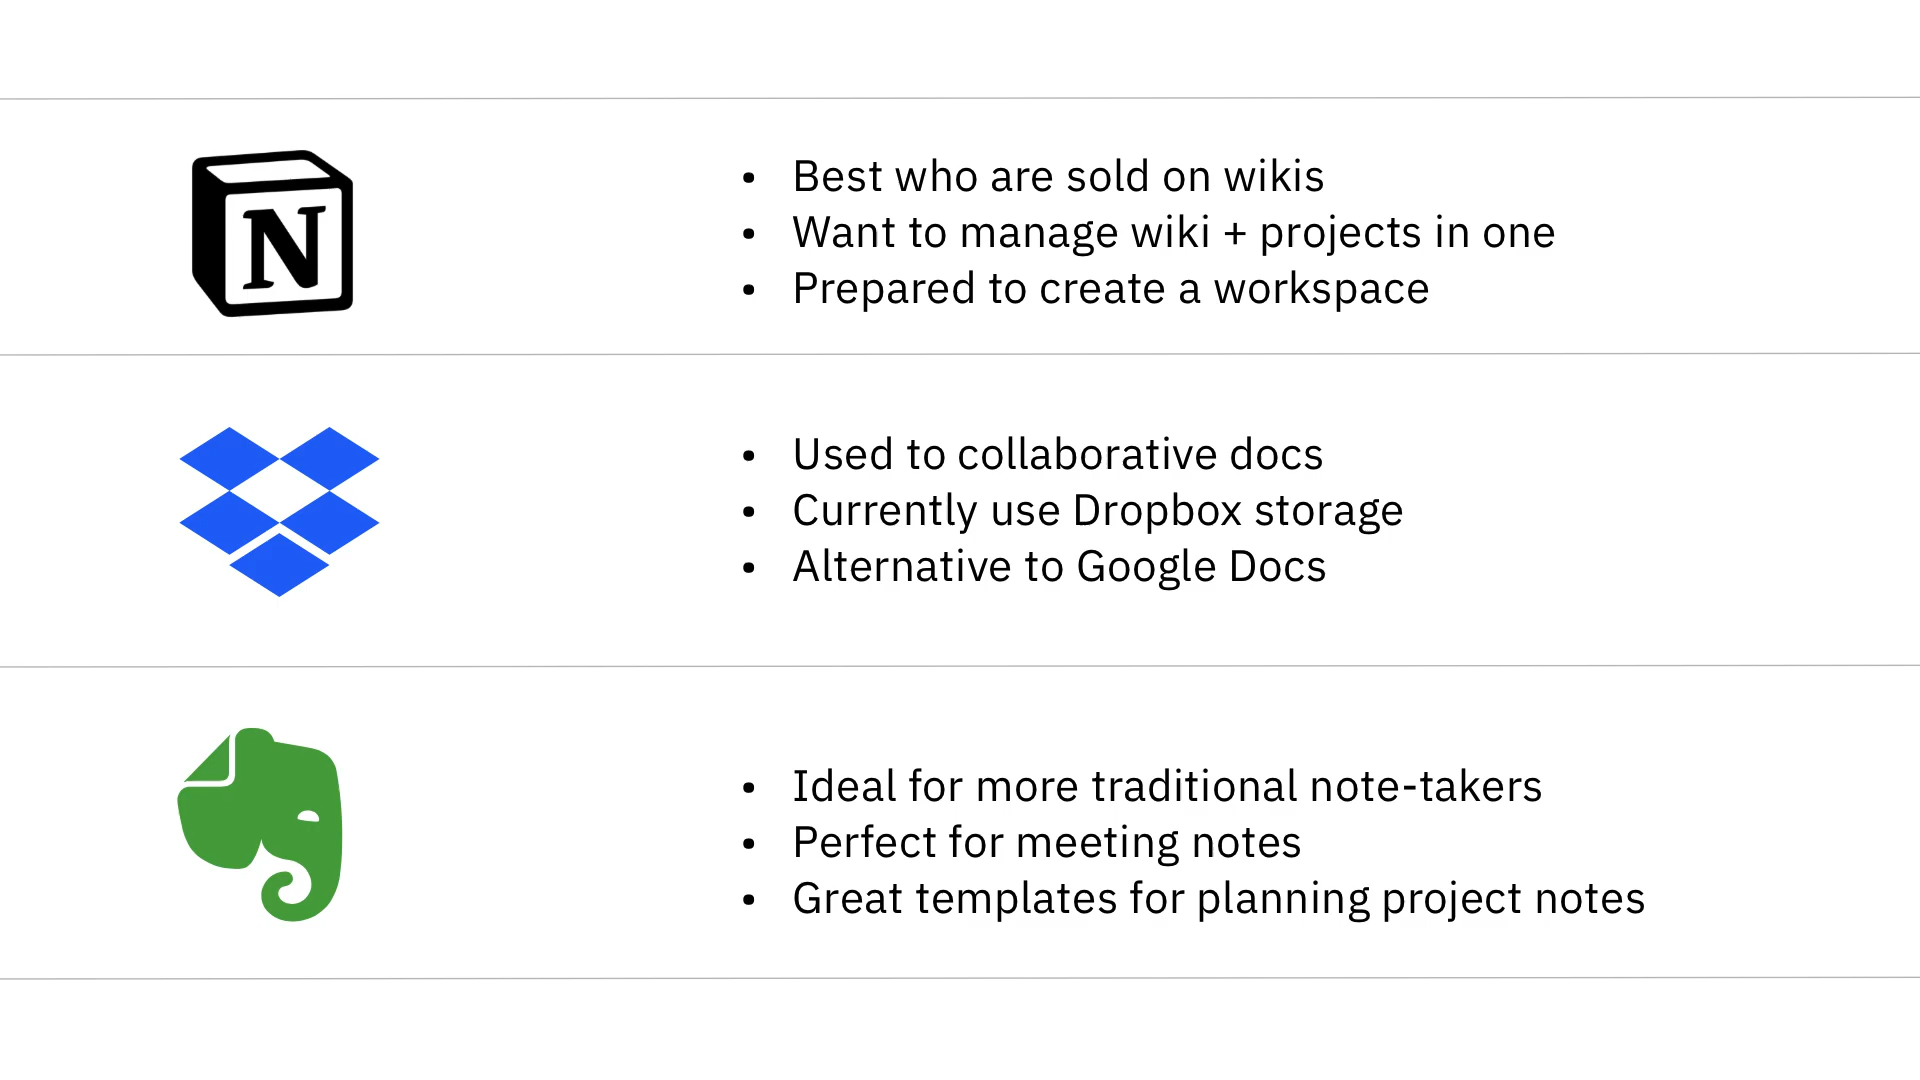 N
• Best who are sold on wikis
• Want to manage wiki + projects in one
• Prepared to create a workspace
• Used to collaborative docs
• Currently use Dropbox storage
• Alternative to Google Docs
• Ideal for more traditional note-takers
• Perfect for meeting notes
• Great templates for planning project notes